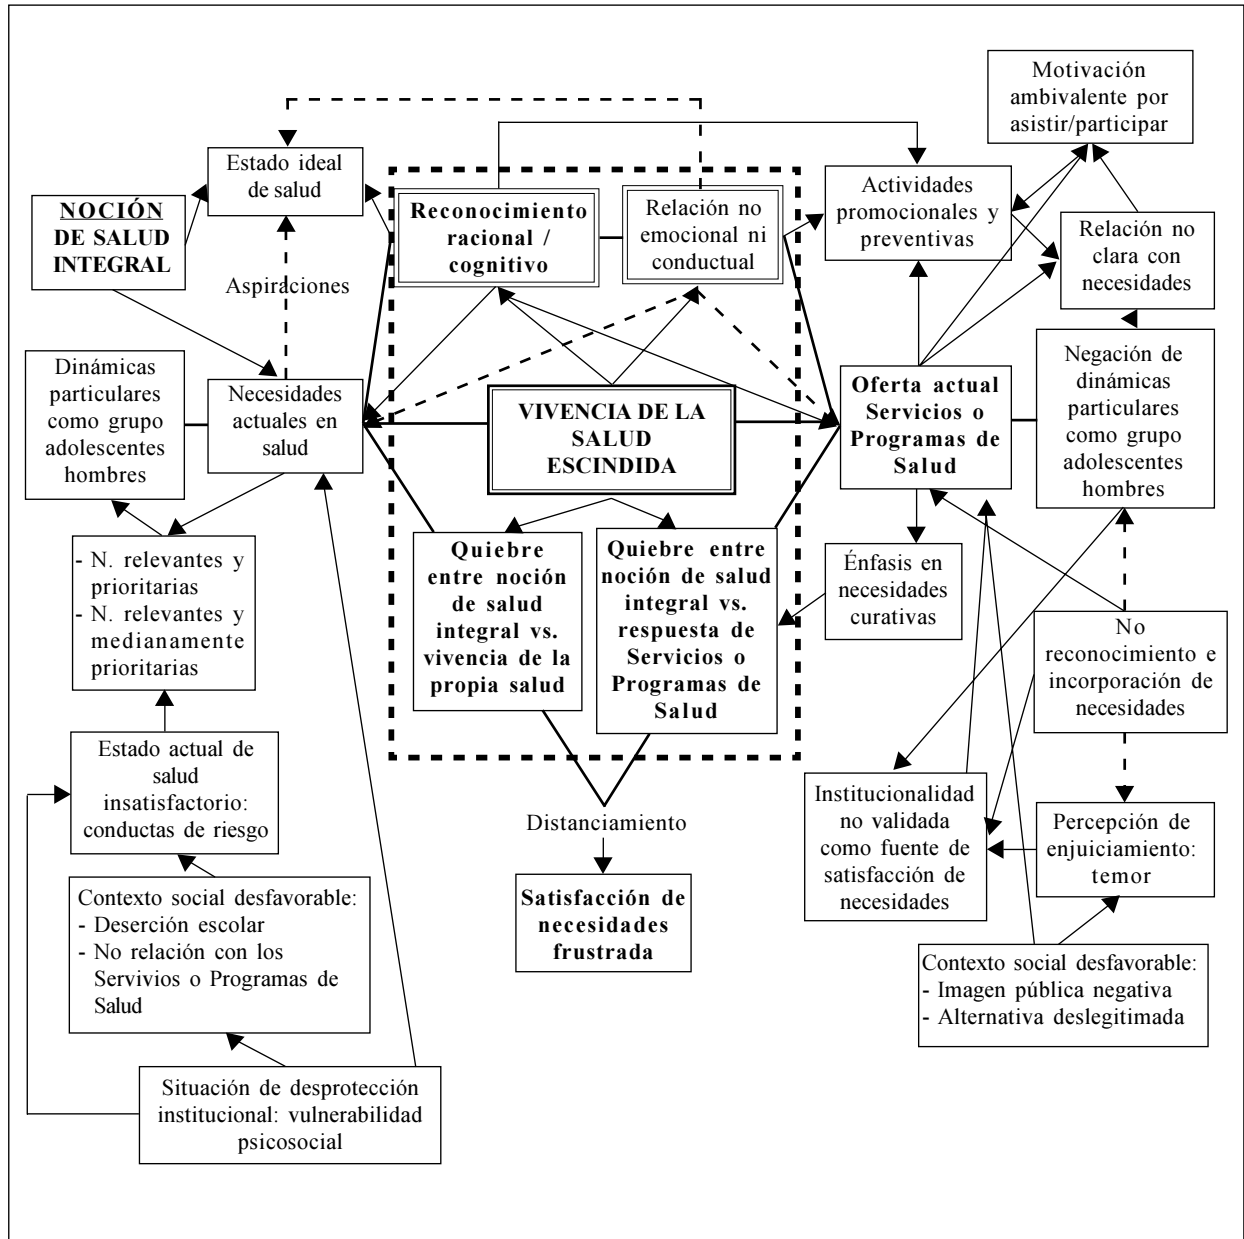 Motivación
ambivalente por
asistir/participar
Estado ideal
de salud
NOCIÓN
DE SALUD
INTEGRAL
Reconocimiento
racional /
cognitivo
Relación no
emocional ni
conductual
Actividades
promocionales y
preventivas
Relación no
clara con
necesidades
Aspiraciones
Dinámicas
particulares
como grupo
adolescentes
hombres
Necesidades
actuales en
salud
VIVENCIA DE LA
SALUD
ESCINDIDA
Oferta actual
Servicios o
Programas de
Salud
Negación de
dinámicas
particulares
como grupo
adolescentes
hombres
- N. relevantes y
prioritarias
- N. relevantes y
medianamente
prioritarias
Quiebre
entre noción
de salud
integral vs.
vivencia de la
propia salud
Quiebre entre
noción de salud
integral vs.
respuesta de
Servicios o
Programas de
Salud
Énfasis en
necesidades
curativas
No
reconocimiento e
incorporación de
necesidades
Estado actual de
salud
insatisfactorio:
conductas de riesgo
Distanciamiento
Institucionalidad
no validada
como fuente de
satisfacción de
necesidades
Percepción de
enjuiciamiento:
temor
Contexto social desfavorable:
- Deserción escolar
- No relación con los
Servivios o Programas de
Salud
Satisfacción de
necesidades
frustrada
Contexto social desfavorable:
- Imagen pública negativa
- Alternativa deslegitimada
Situación de desprotección
institucional: vulnerabilidad
psicosocial